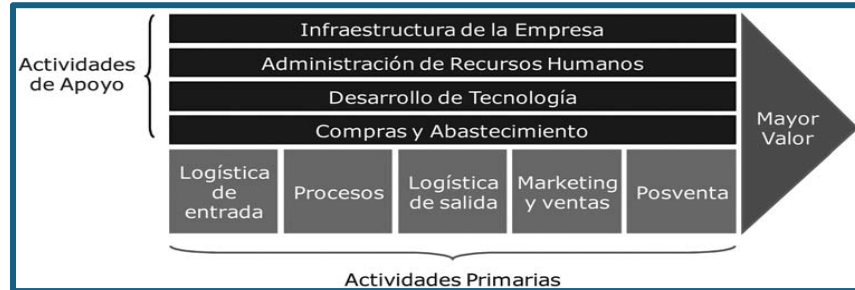 Actividades
de Apoyo
Infraestructura de la Empresa
Administración de Recursos Humanos
Desarrollo de Tecnología
Compras y Abastecimiento
Logística
de
entrada
Procesos
Logística
de salida
Marketing
y ventas
Posventa
Mayor
Valor
Actividades Primarias